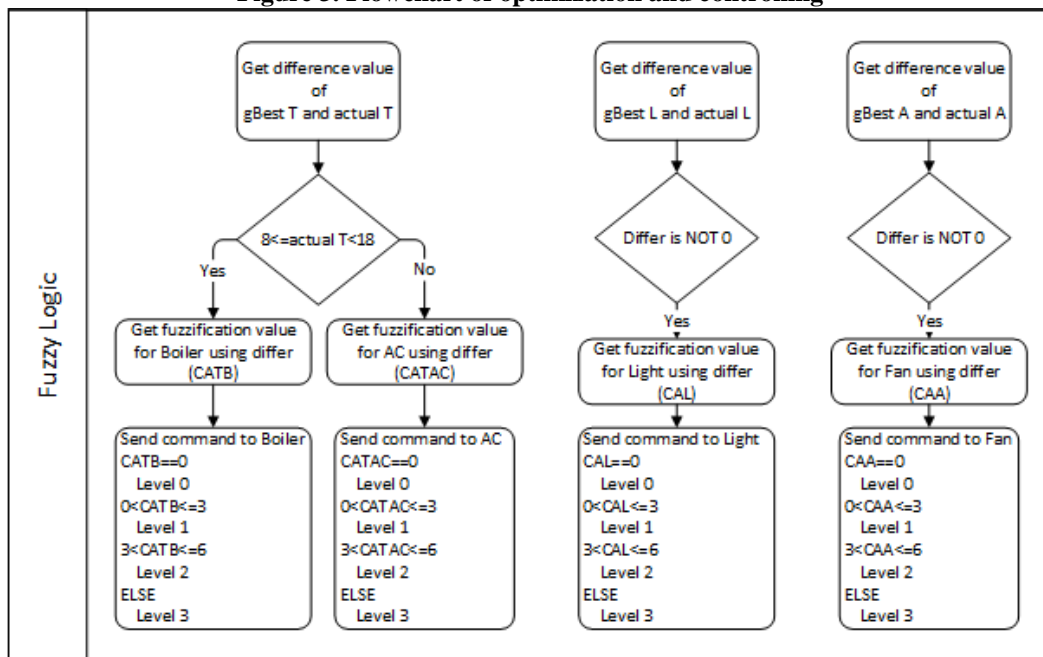 Figure 3: Flowchart of optimization and controlling
Fuzzy Logic
Get difference value
of
gBest T and actual T
8<=actual T<18
Yes
No
Get fuzzification value
for Boiler using differ
(CATB)
Get fuzzification value
for AC using differ
(CATAC)
Send command to Boiler
CATB==0
Level 0
0<CATB<=3
Level 1
3<CATB<=6
Level 2
ELSE
Level 3
Send command to AC
CATAC==0
Level 0
0<CATAC<=3
Level 1
3<CATAC<=6
Level 2
ELSE
Level 3
Get difference value
of
gBest L and actual L
Differ is NOT 0
Yes
Get fuzzification value
for Light using differ
(CAL)
Send command to Light
CAL==0
Level 0
0<CAL<=3
Level 1
3<CAL<=6
Level 2
ELSE
Level 3
Get difference value
of
gBest A and actual A
Differ is NOT 0
Yes
Get fuzzification value
for Fan using differ
(CAA)
Send command to Fan
CAA==0
Level 0
0<CAA<=3
Level 1
3<CAA<=6
Level 2
ELSE
Level 3